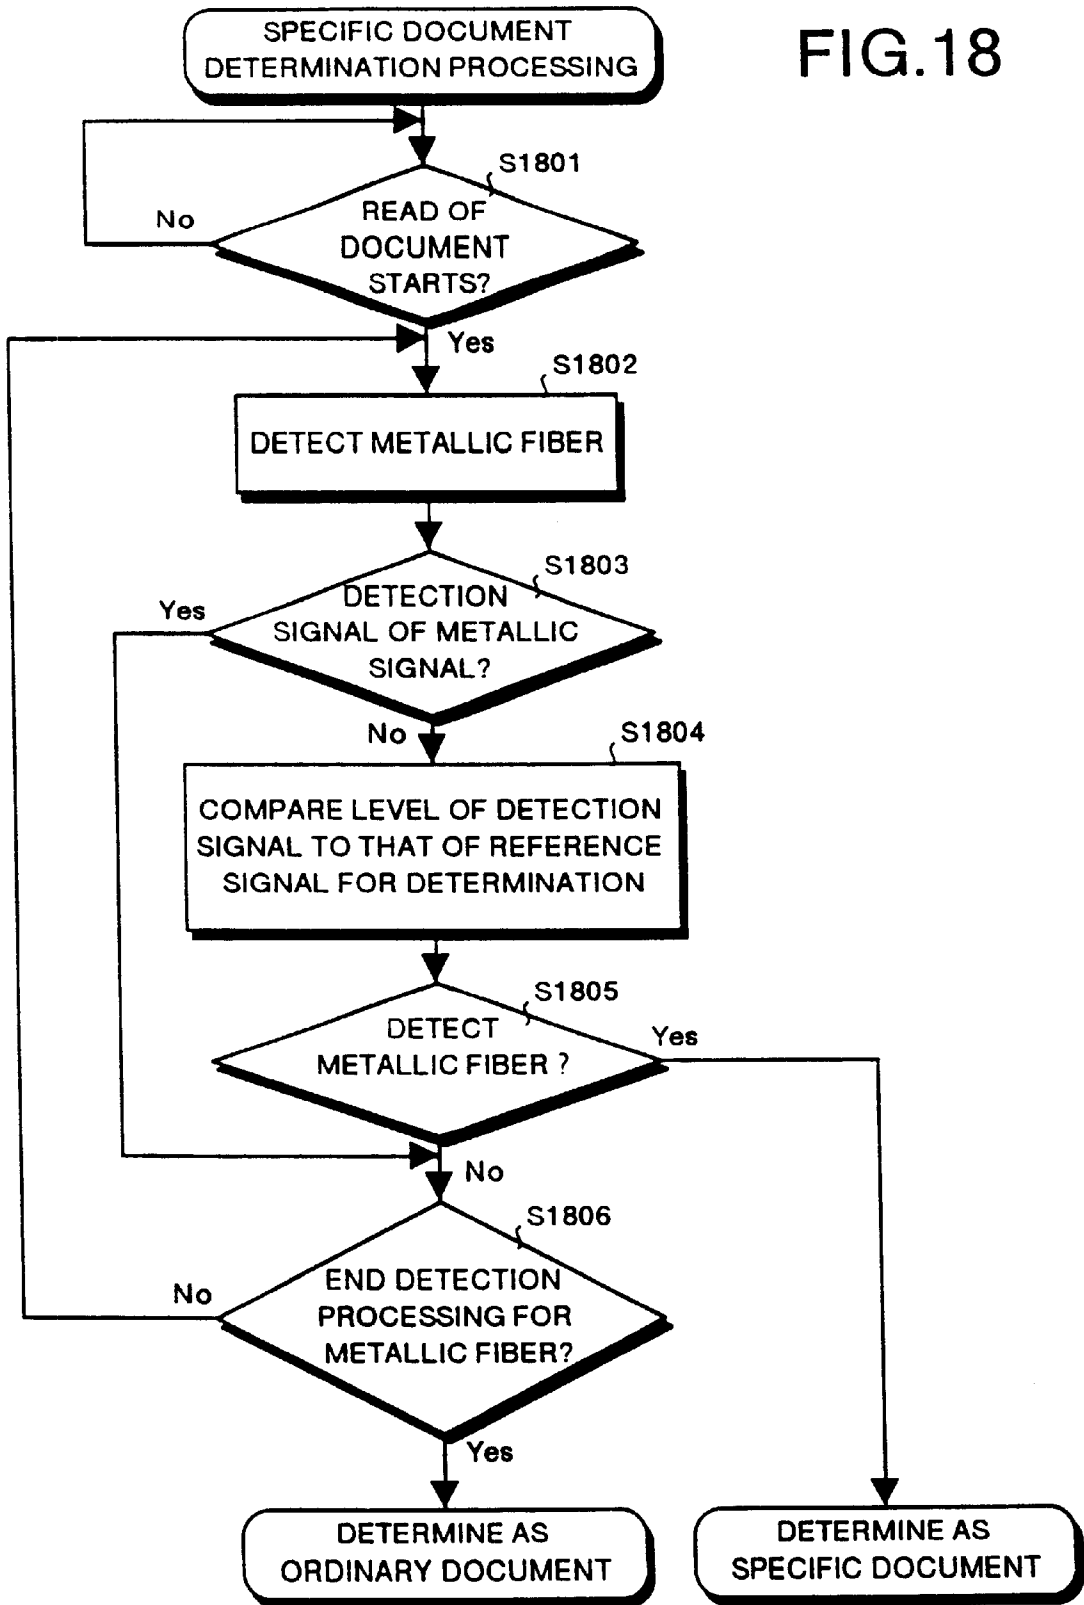 SPECIFIC DOCUMENT
DETERMINATION PROCESSING
FIG.18
S1801
No
READ OF
DOCUMENT
STARTS?
Yes
S1802
DETECT METALLIC FIBER
S1803
Yes
DETECTION
SIGNAL OF METALLIC
SIGNAL?
No
S1804
COMPARE LEVEL OF DETECTION
SIGNAL TO THAT OF REFERENCE
SIGNAL FOR DETERMINATION
S1805
DETECT
METALLIC FIBER ?
Yes
No
S1806
No
END DETECTION
PROCESSING FOR
METALLIC FIBER?
Yes
DETERMINE AS
ORDINARY DOCUMENT
DETERMINE AS
SPECIFIC DOCUMENT